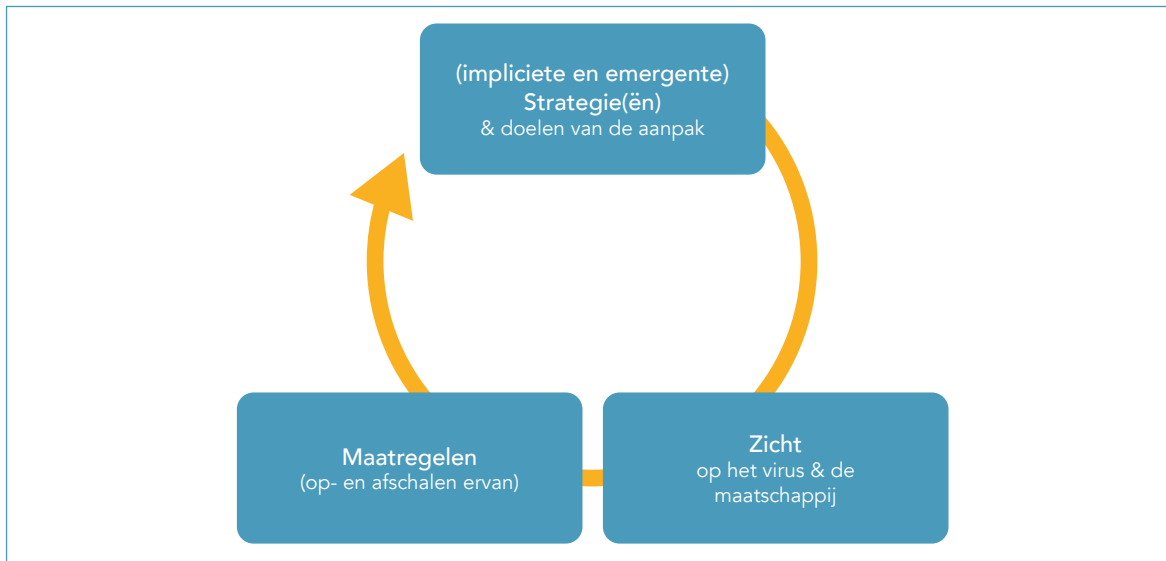 (impliciete en emergente)
Strategie(ën)
& doelen van de aanpak
Maatregelen
(op- en afschalen ervan)
Zicht
op het virus & de
maatschappij